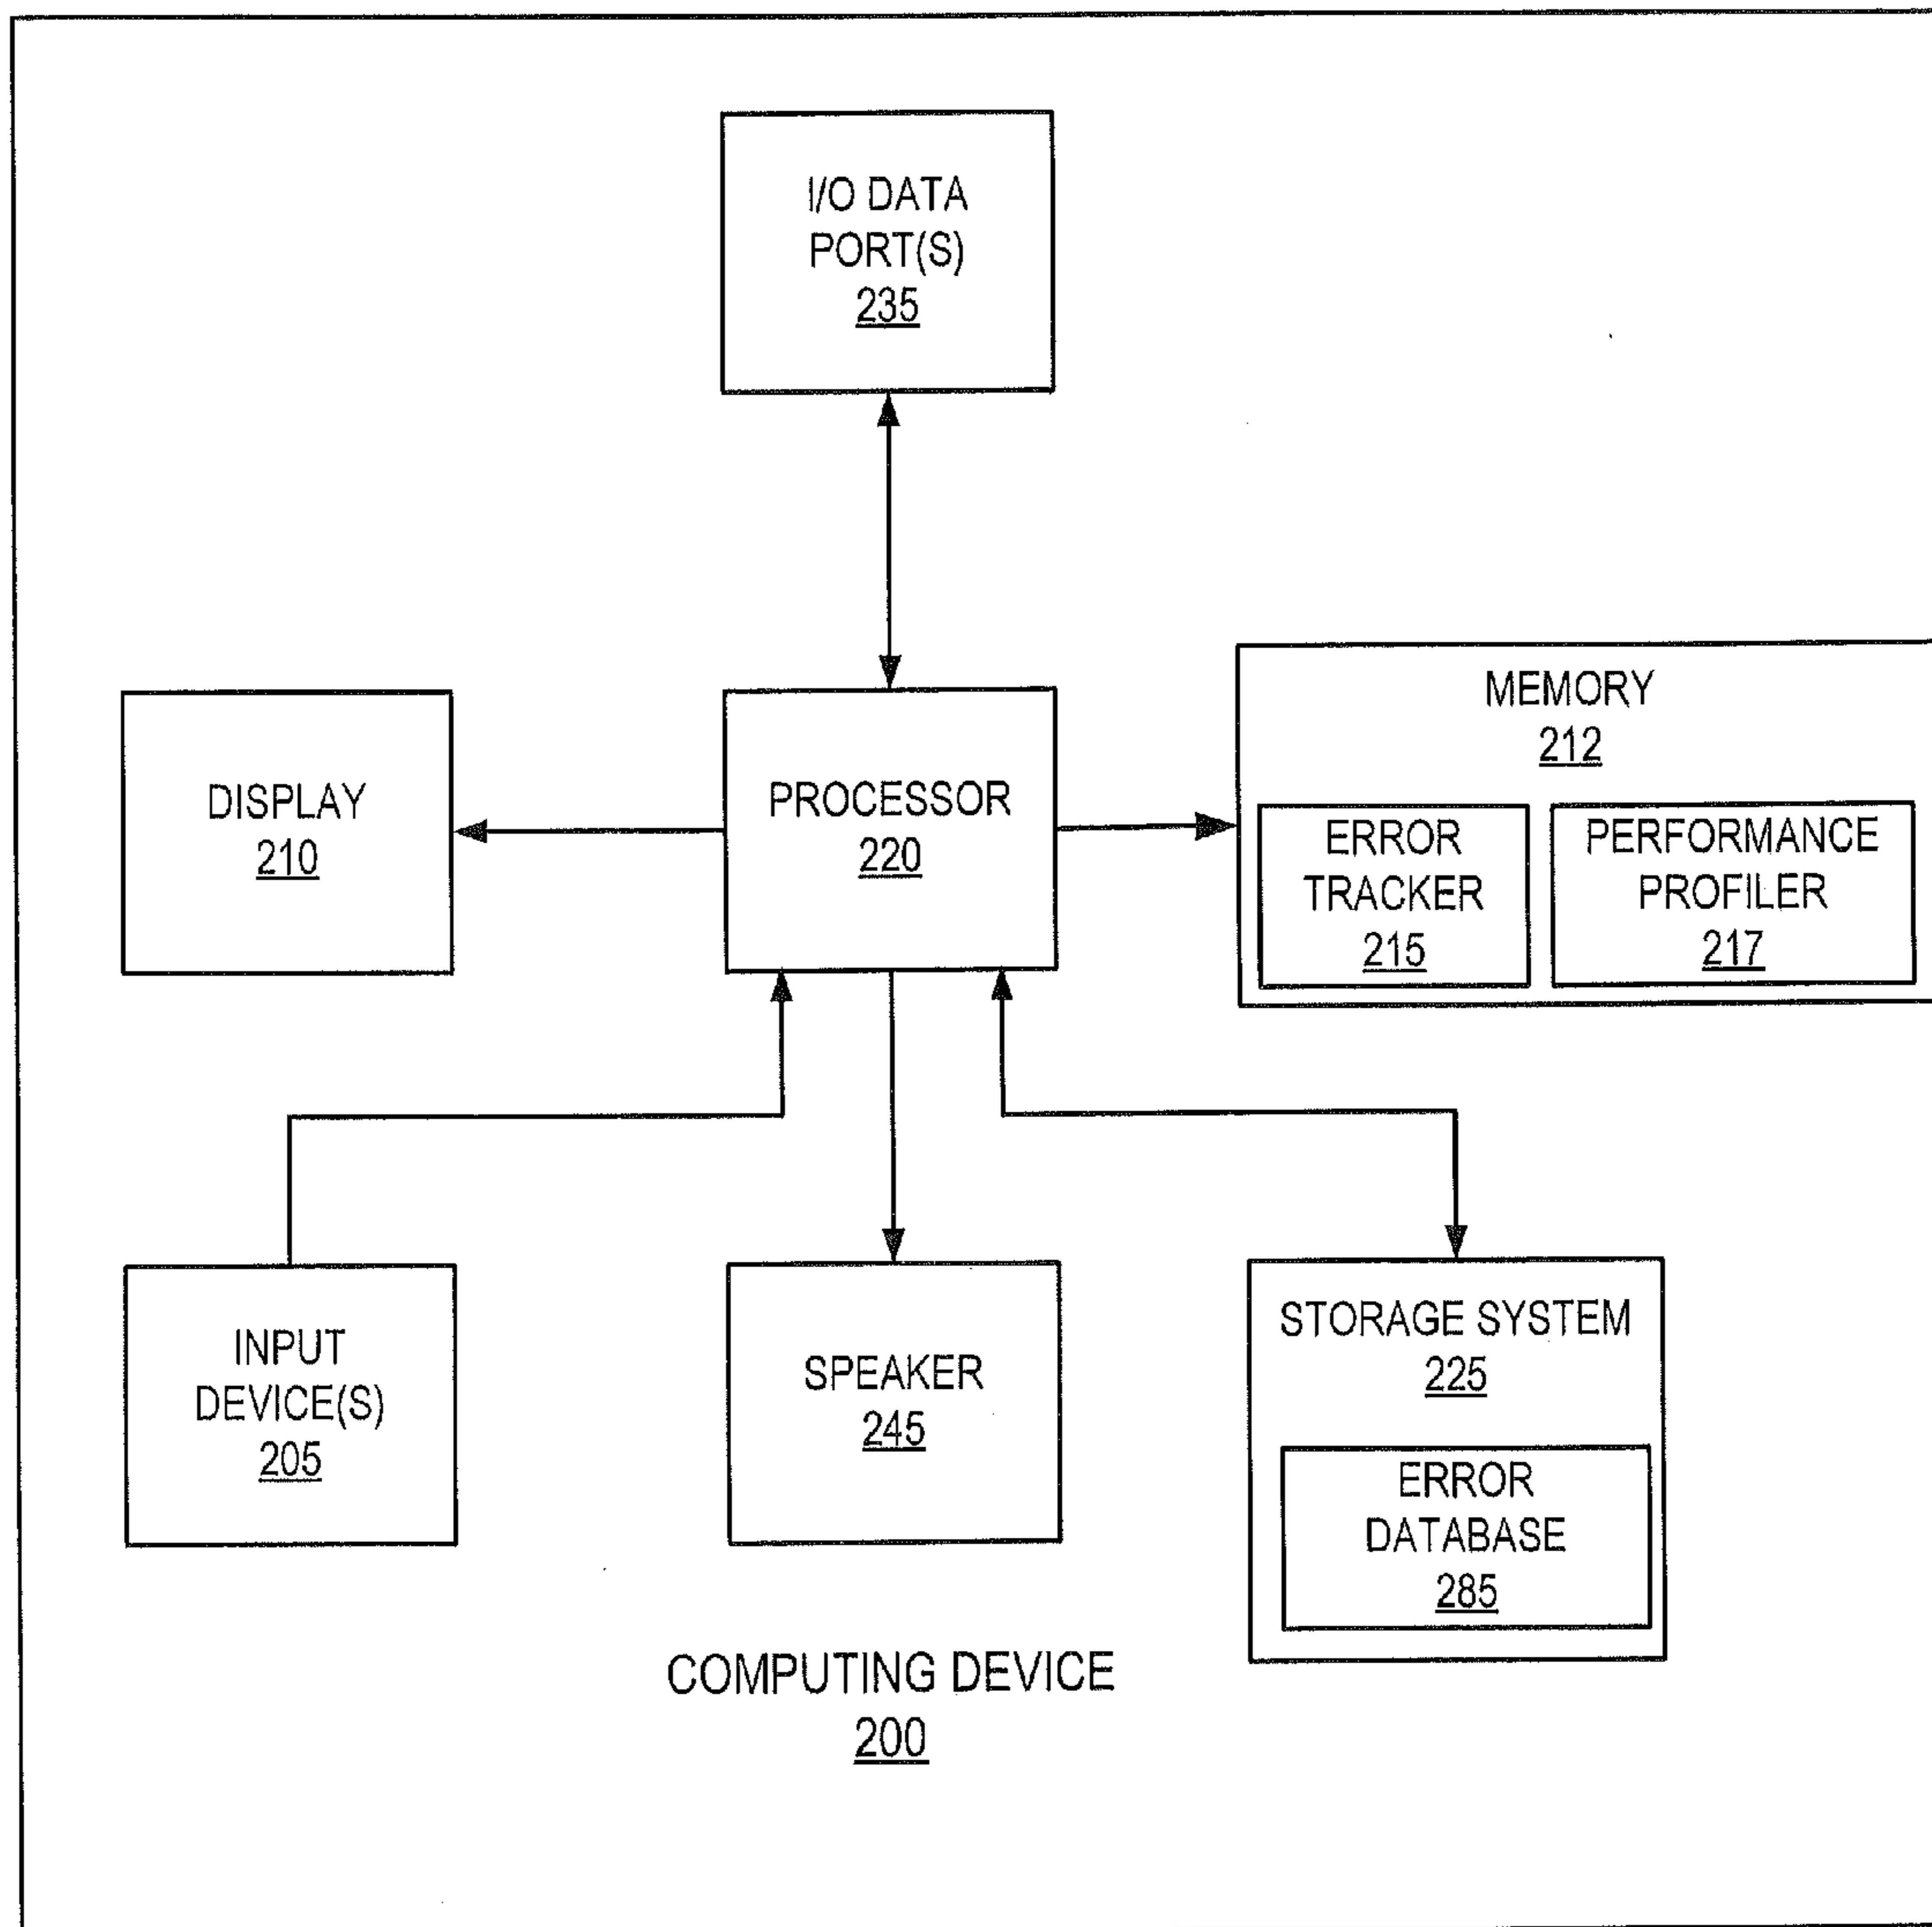 I/O DATA
PORT(S)
235
DISPLAY
210
PROCESSOR
220
MEMORY
212
ERROR
TRACKER
215
PERFORMANCE
PROFILER
217
INPUT
DEVICE(S)
205
SPEAKER
245
STORAGE SYSTEM
225
ERROR
DATABASE
285
COMPUTING DEVICE
200